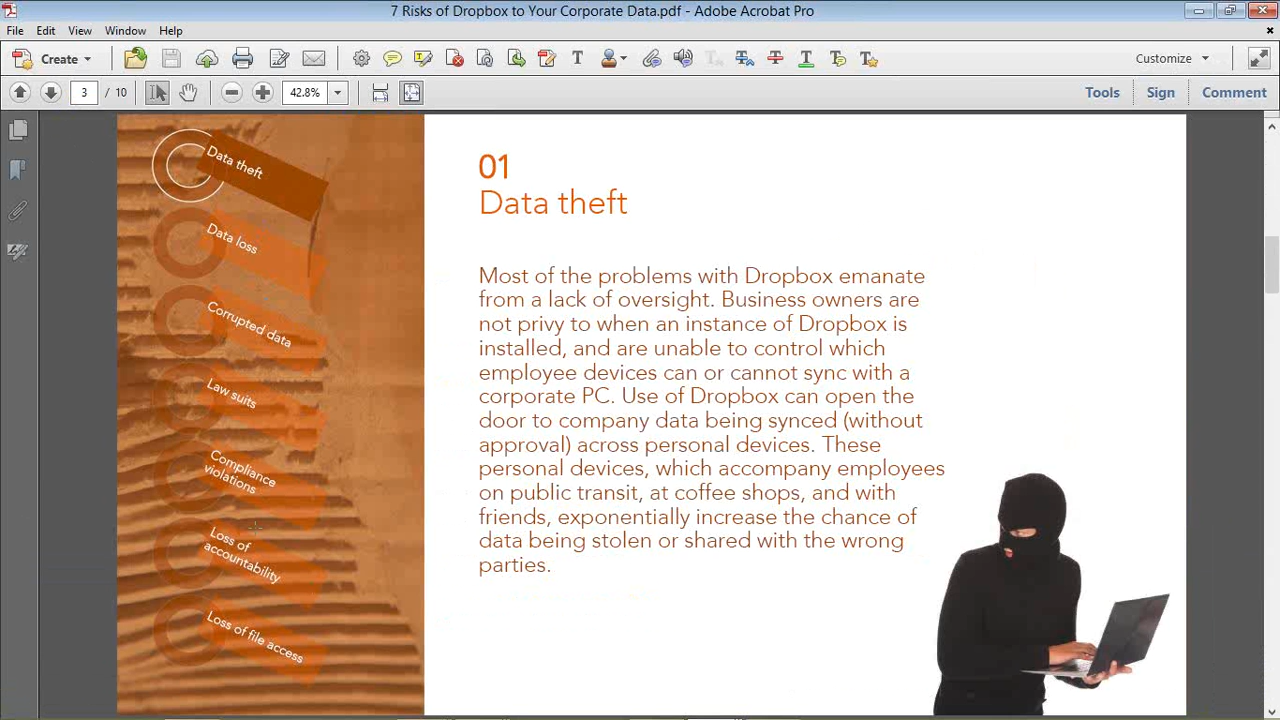 7 Risks of Dropbox to Your Corporate Data.pdf - Adobe Acrobat Pro
File Edit View Window Help
Create
Customize
3 / 10
42.8%
Tools Sign Comment
Data theft
Data loss
Corrupted data
Law suits
Compliance
violations
Loss of
accountability
Loss of file access
01
Data theft
Most of the problems with Dropbox emanate
from a lack of oversight. Business owners are
not privy to when an instance of Dropbox is
installed, and are unable to control which
employee devices can or cannot sync with a
corporate PC. Use of Dropbox can open the
door to company data being synced (without
approval) across personal devices. These
personal devices, which accompany employees
on public transit, at coffee shops, and with
friends, exponentially increase the chance of
data being stolen or shared with the wrong
parties.